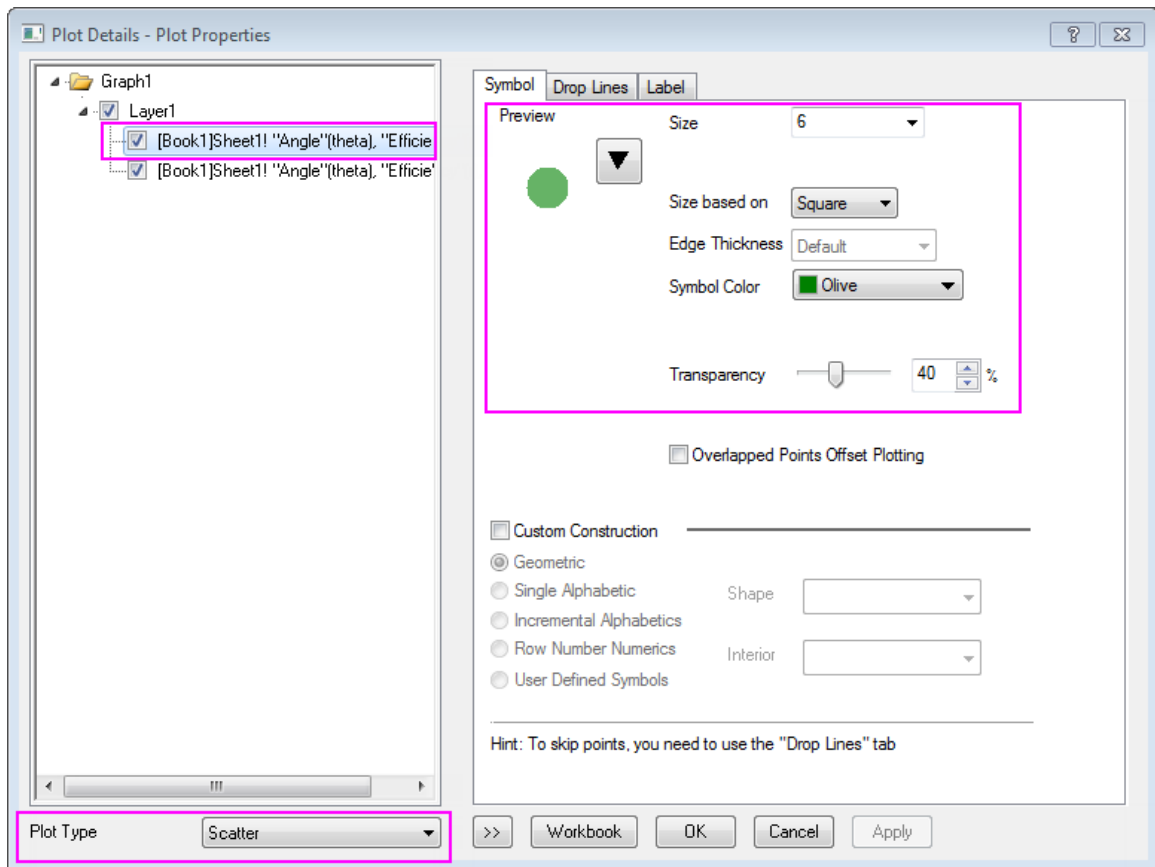 Plot Details - Plot Properties
Graph1
Layer1
[Book1]Sheet1! "Angle"(theta), "Efficie
[Book1]Sheet1! "Angle"(theta), "Efficie"
Plot Type
Scatter
Symbol
Drop Lines
Label
Preview
Size
6
Size based on
Square
Edge Thickness
Default
Symbol Color
Olive
Transparency
40
%
Overlapped Points Offset Plotting
Custom Construction
Geometric
Single Alphabetic
Incremental Alphabetics
Row Number Numerics
User Defined Symbols
Shape
Interior
Hint: To skip points, you need to use the "Drop Lines" tab
>>
Workbook
OK
Cancel
Apply